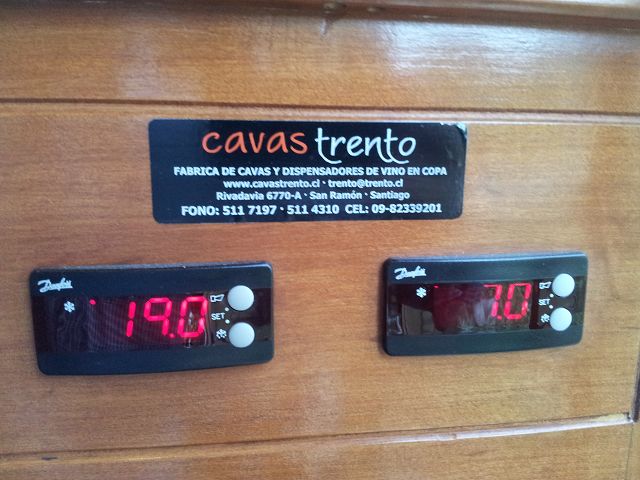 cavas trento
FABRICA DE CAVAS Y DISPENSADORES DE VINO EN COPA
www.cavastrento.cl · trento@trento.cl
Rivadavia 6770-A · San Ramón · Santiago
FONO: 511 7197 · 511 4310 CEL: 09-82339201
Danfoss
19.0
SET
Danfoss
7.0
SET